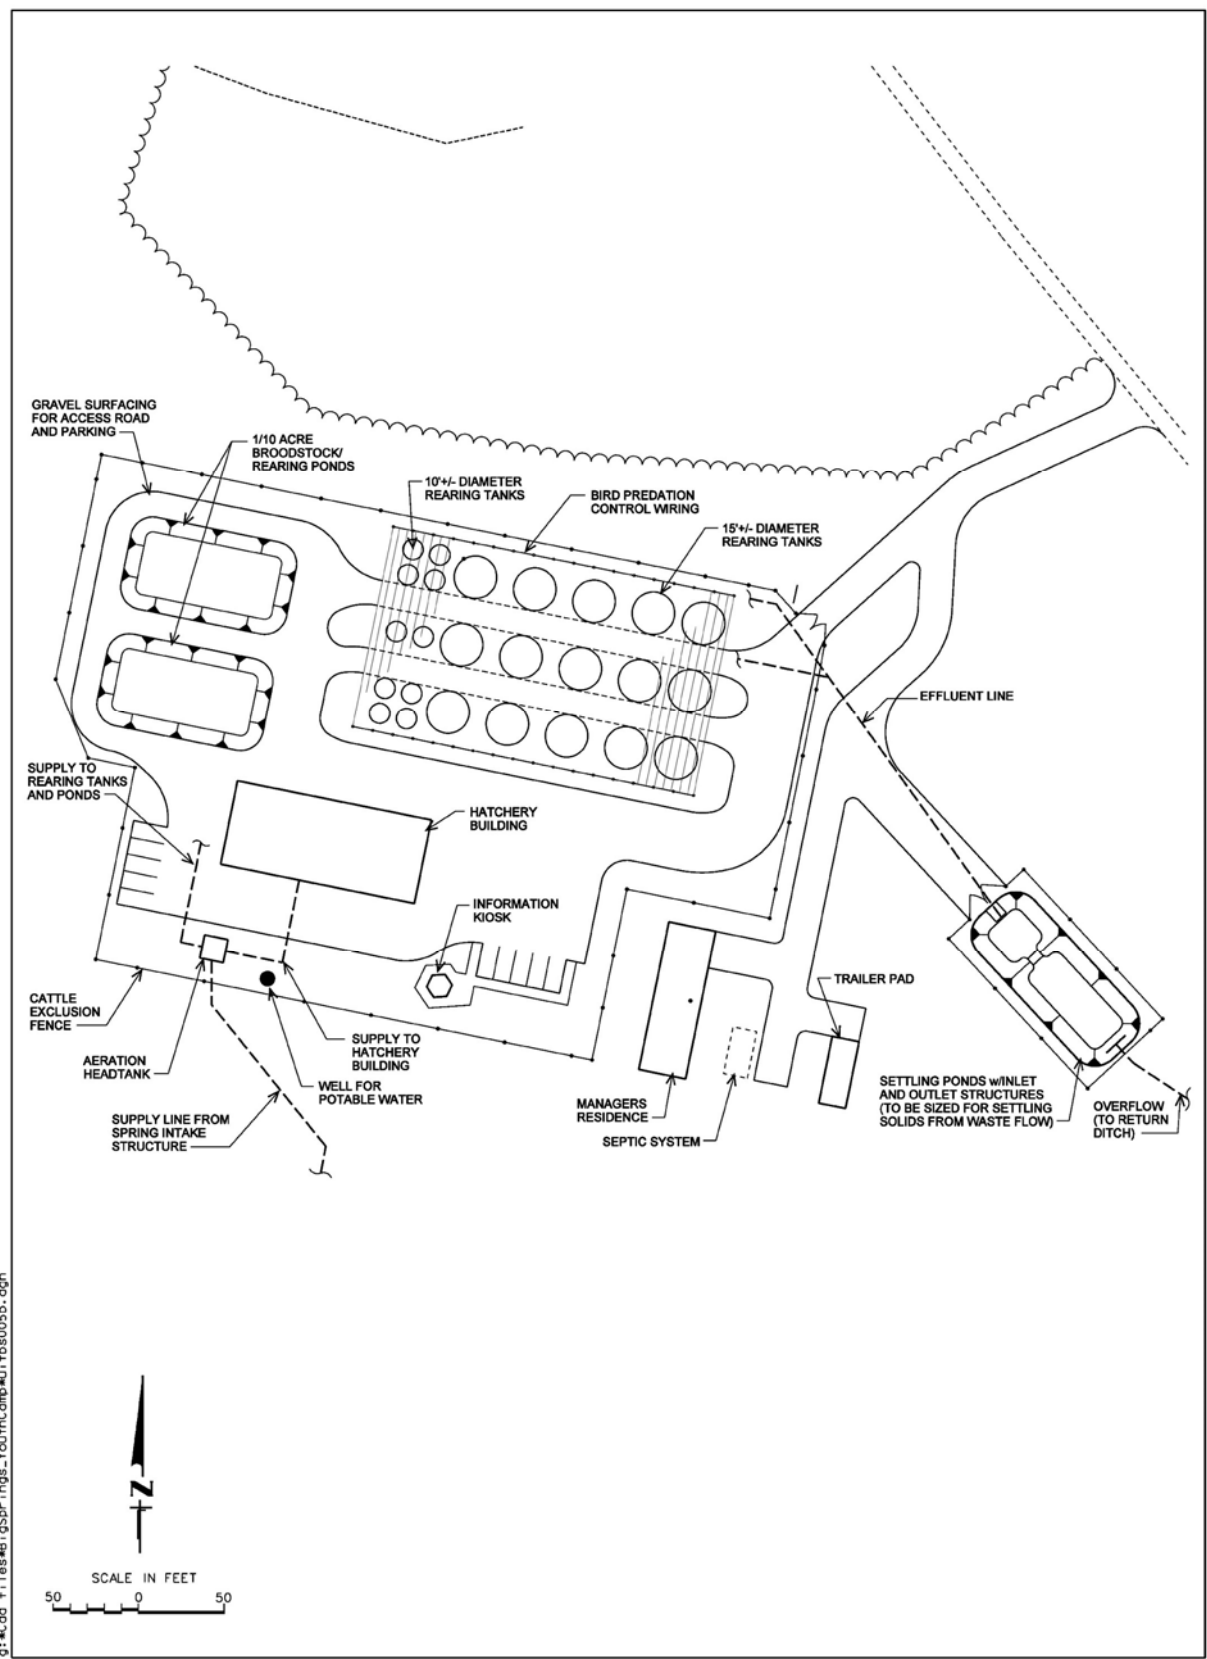 GRAVEL SURFACING
FOR ACCESS ROAD
AND PARKING
1/10 ACRE
BROODSTOCK/
REARING PONDS
10'+/- DIAMETER
REARING TANKS
BIRD PREDATION
CONTROL WIRING
15'+/- DIAMETER
REARING TANKS
EFFLUENT LINE
SUPPLY TO
REARING TANKS
AND PONDS
HATCHERY
BUILDING
INFORMATION
KIOSK
TRAILER PAD
CATTLE
EXCLUSION
FENCE
AERATION
HEADTANK
SUPPLY TO
HATCHERY
BUILDING
WELL FOR
POTABLE WATER
SUPPLY LINE FROM
SPRING INTAKE
STRUCTURE
MANAGERS
RESIDENCE
SEPTIC SYSTEM
SETTLING PONDS w/INLET
AND OUTLET STRUCTURES
(TO BE SIZED FOR SETTLING
SOLIDS FROM WASTE FLOW)
OVERFLOW
(TO RETURN
DITCH)
N
SCALE IN FEET
50 0 50